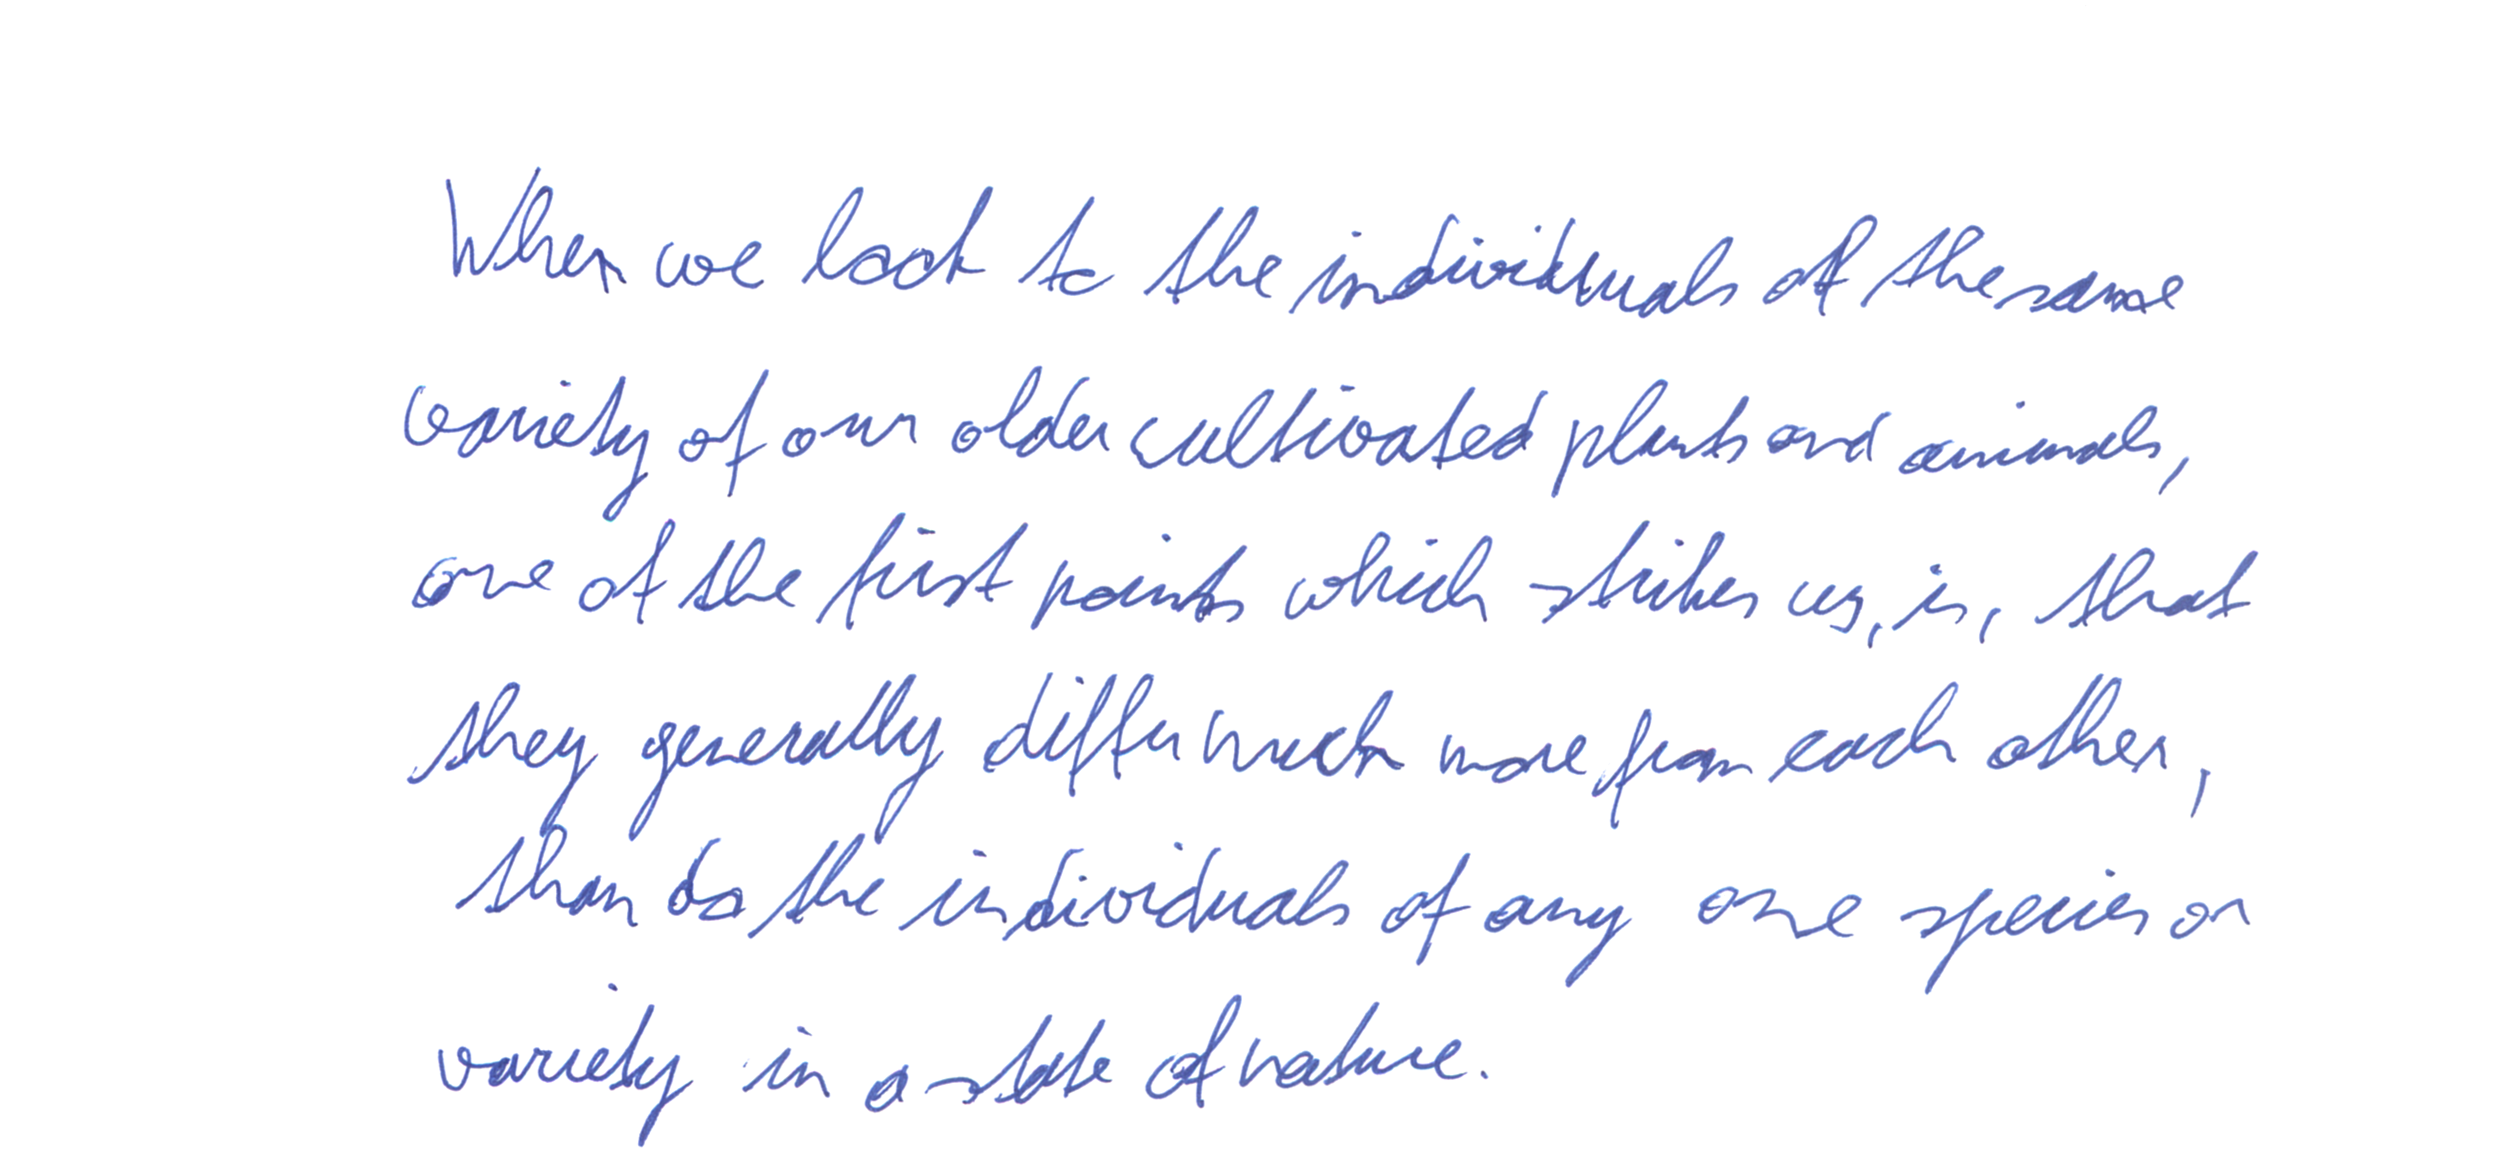 When we look to the individuals of the same
variety of our older cultivated plants and animals,
one of the first points which strikes us, is, that
they generally differ much more from each other,
than do the individuals of any one species or
variety in a state of nature.